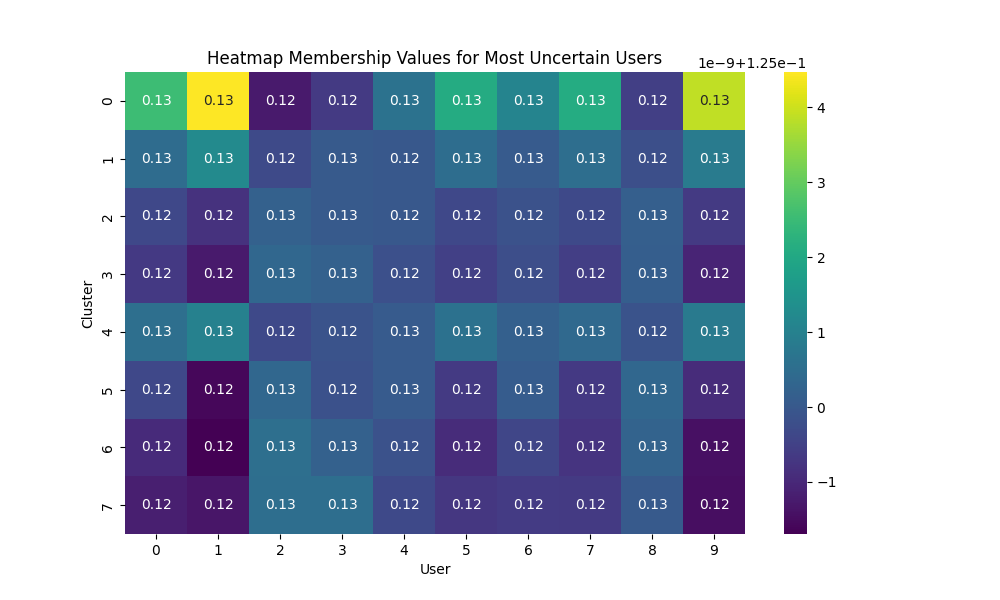 Heatmap Membership Values for Most Uncertain Users
1e−9+1.25e−1
0 0.13 0.13 0.12 0.12 0.13 0.13 0.13 0.13 0.12 0.13
1 0.13 0.13 0.12 0.13 0.12 0.13 0.13 0.13 0.12 0.13
2 0.12 0.12 0.13 0.13 0.12 0.12 0.12 0.12 0.13 0.12
3 0.12 0.12 0.13 0.13 0.12 0.12 0.12 0.12 0.13 0.12
4 0.13 0.13 0.12 0.12 0.13 0.13 0.13 0.13 0.12 0.13
5 0.12 0.12 0.13 0.12 0.13 0.12 0.13 0.12 0.13 0.12
6 0.12 0.12 0.13 0.13 0.12 0.12 0.12 0.12 0.13 0.12
7 0.12 0.12 0.13 0.13 0.12 0.12 0.12 0.12 0.13 0.12
0 1 2 3 4 5 6 7 8 9
User
Cluster
4
3
2
1
0
−1